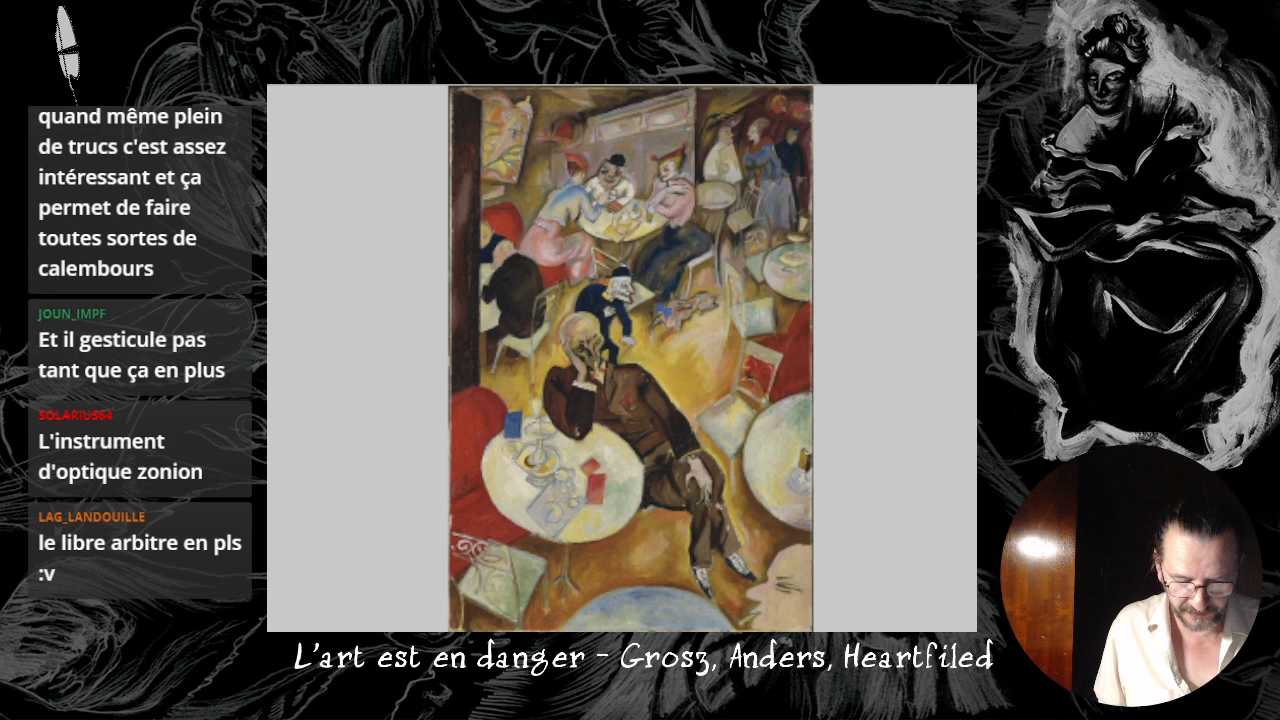 quand même plein
de trucs c'est assez
intéressant et ça
permet de faire
toutes sortes de
calembours
JOUN_IMPF
Et il gesticule pas
tant que ça en plus
SOLARIUS64
L'instrument
d'optique zonion
LAG_LANDOUILLE
le libre arbitre en pls
:v
L'art est en danger - Grosz, Anders, Heartfiled